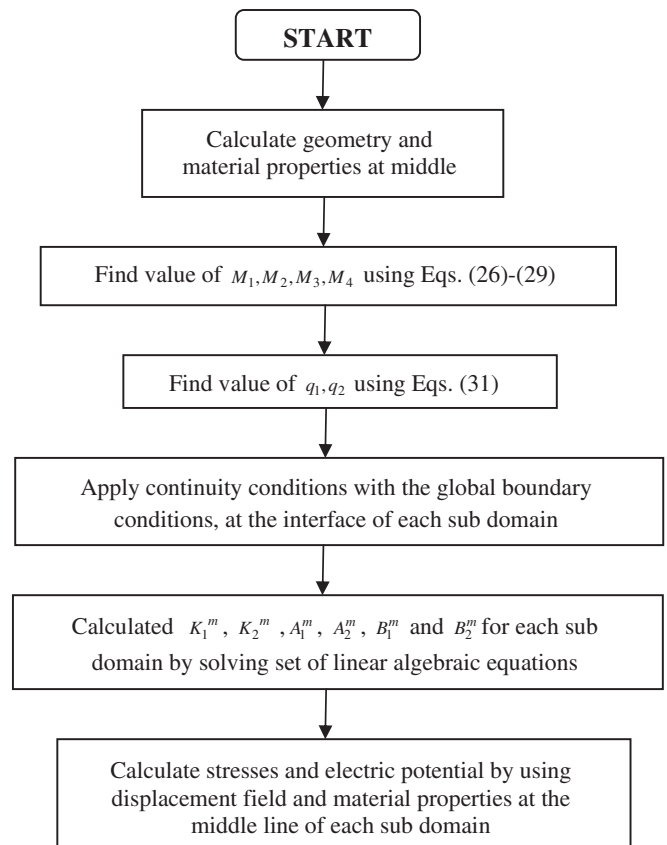 START
Calculate geometry and
material properties at middle
Find value of M₁, M₂, M₃, M₄ using Eqs. (26)-(29)
Find value of q₁, q₂ using Eqs. (31)
Apply continuity conditions with the global boundary
conditions, at the interface of each sub domain
Calculated K₁ᵐ, K₂ᵐ, A₁ᵐ, A₂ᵐ, B₁ᵐ and B₂ᵐ for each sub
domain by solving set of linear algebraic equations
Calculate stresses and electric potential by using
displacement field and material properties at the
middle line of each sub domain